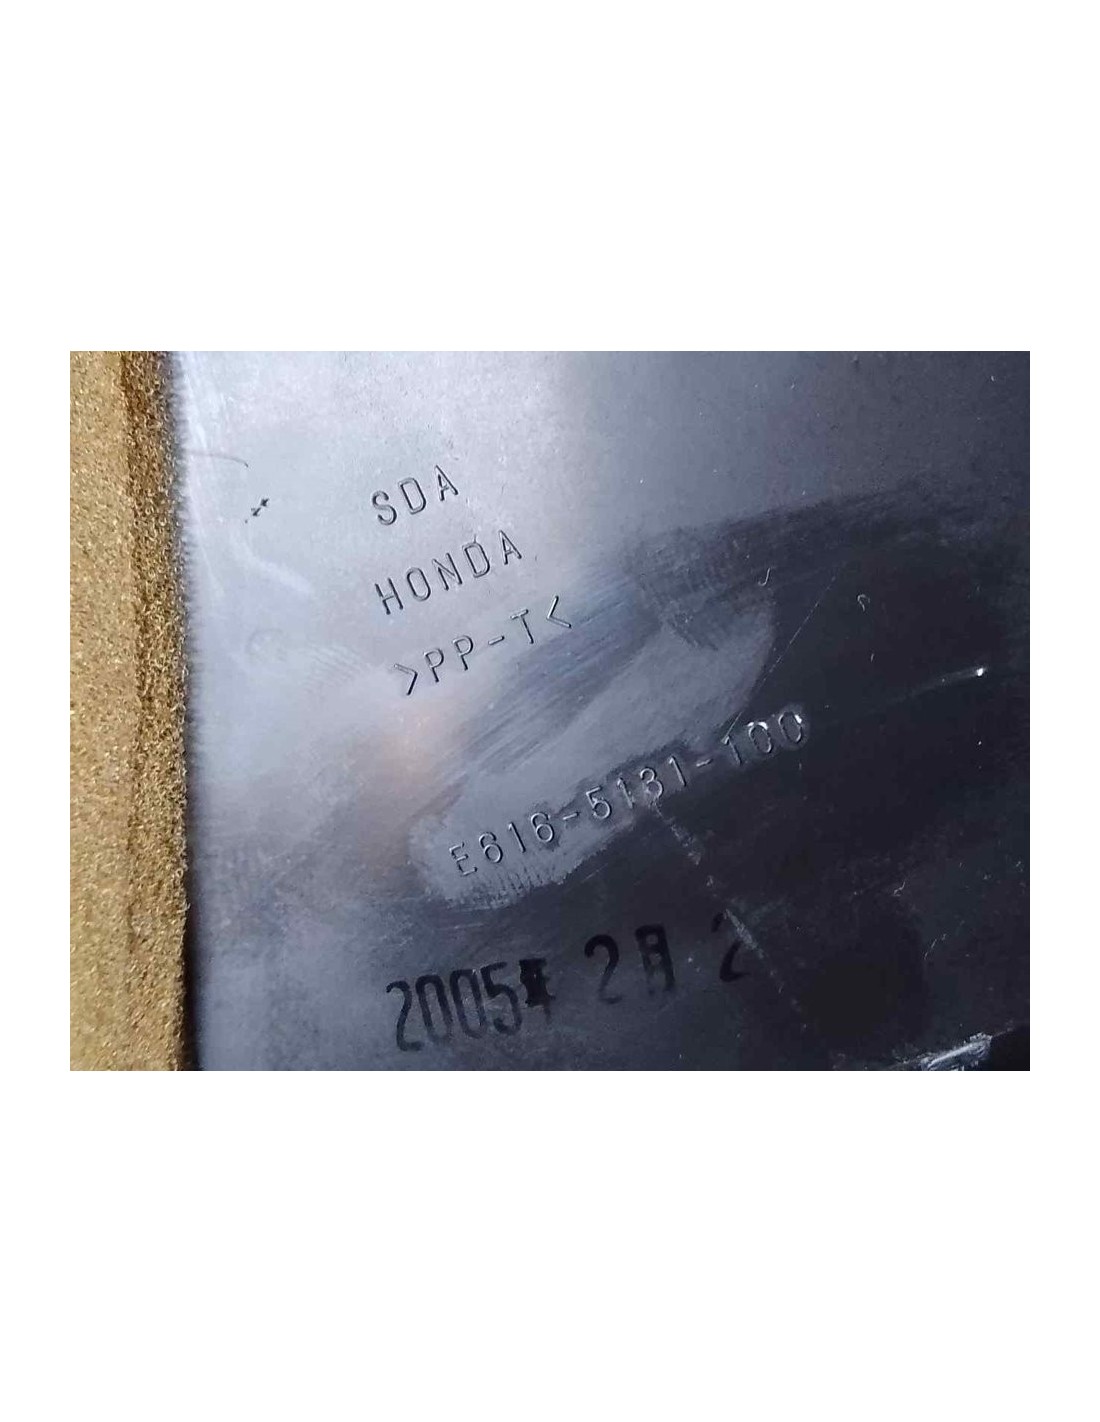 SDA
HONDA
>PP-T<
E616-5131-100
2005年 2月 2